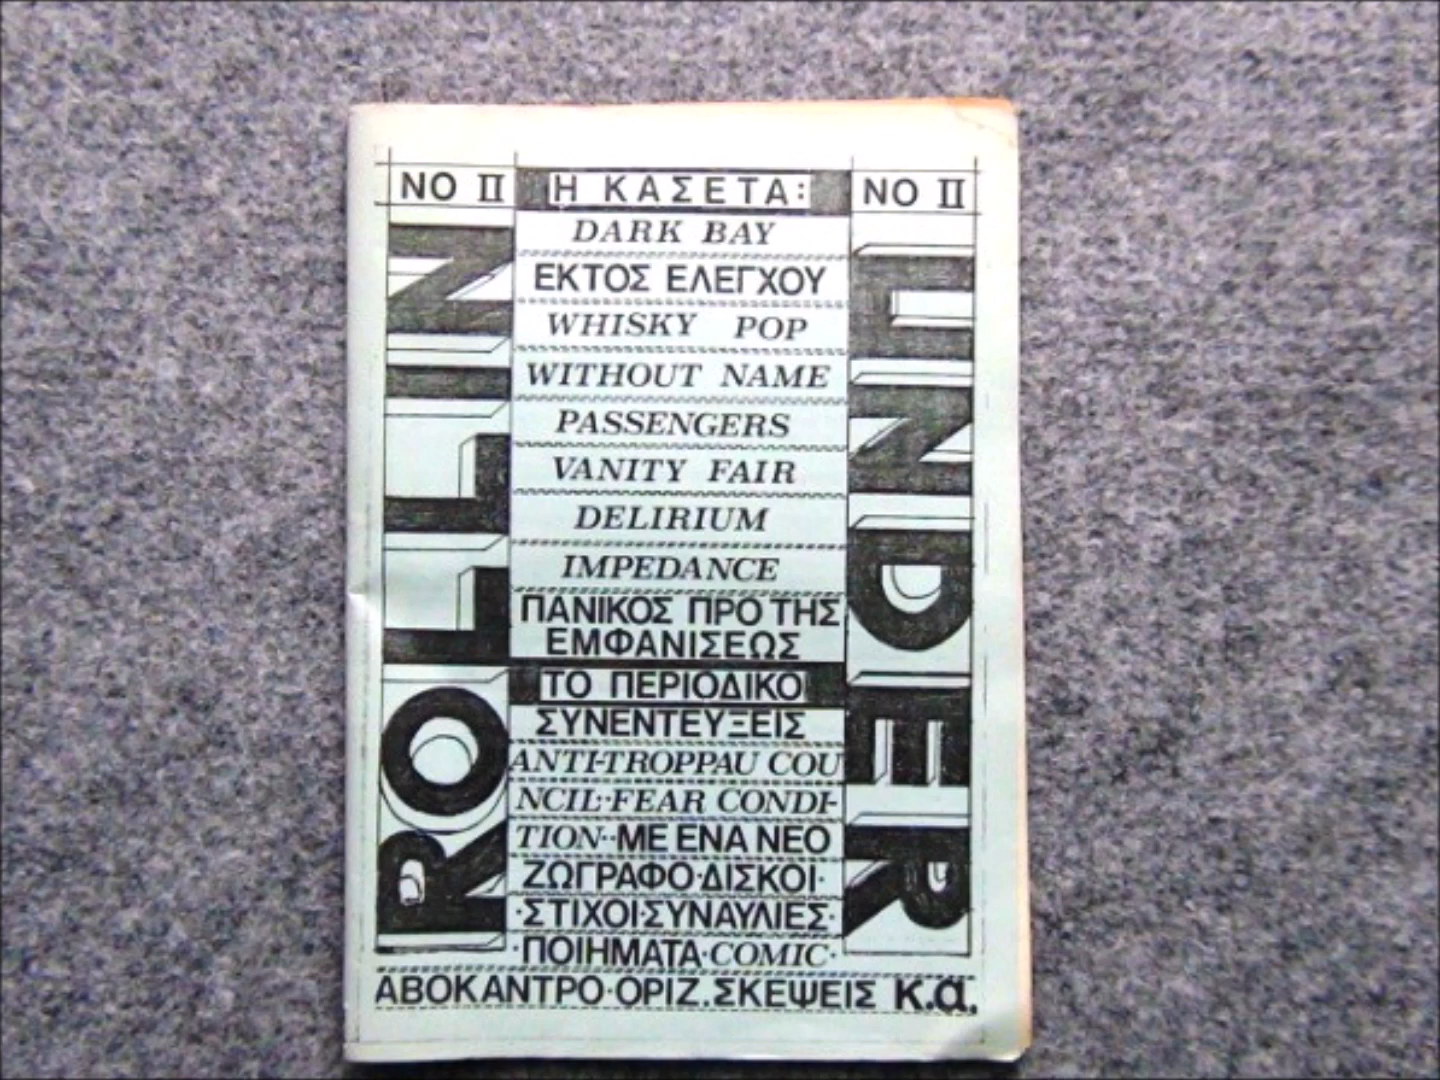 NO II
Η ΚΑΣΕΤΑ:
NO II
ROLLIN
UNDER
DARK BAY
ΕΚΤΟΣ ΕΛΕΓΧΟΥ
WHISKY POP
WITHOUT NAME
PASSENGERS
VANITY FAIR
DELIRIUM
IMPEDANCE
ΠΑΝΙΚΟΣ ΠΡΟ ΤΗΣ
ΕΜΦΑΝΙΣΕΩΣ
ΤΟ ΠΕΡΙΟΔΙΚΟ
ΣΥΝΕΝΤΕΥΞΕΙΣ
ANTI-TROPPAU COU
NCIL·FEAR CONDI-
TION··ΜΕ ΕΝΑ ΝΕΟ
ΖΩΓΡΑΦΟ·ΔΙΣΚΟΙ·
·ΣΤΙΧΟΙ·ΣΥΝΑΥΛΙΕΣ·
·ΠΟΙΗΜΑΤΑ·COMIC·
ΑΒΟΚΑΝΤΡΟ·ΟΡΙΖ.ΣΚΕΨΕΙΣ κ.α.